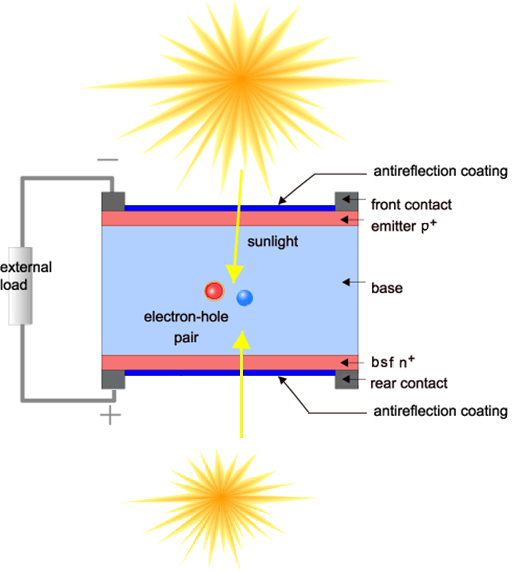 −
antireflection coating
front contact
emitter p+
sunlight
external
load
base
electron-hole
pair
bsf n+
rear contact
antireflection coating
+